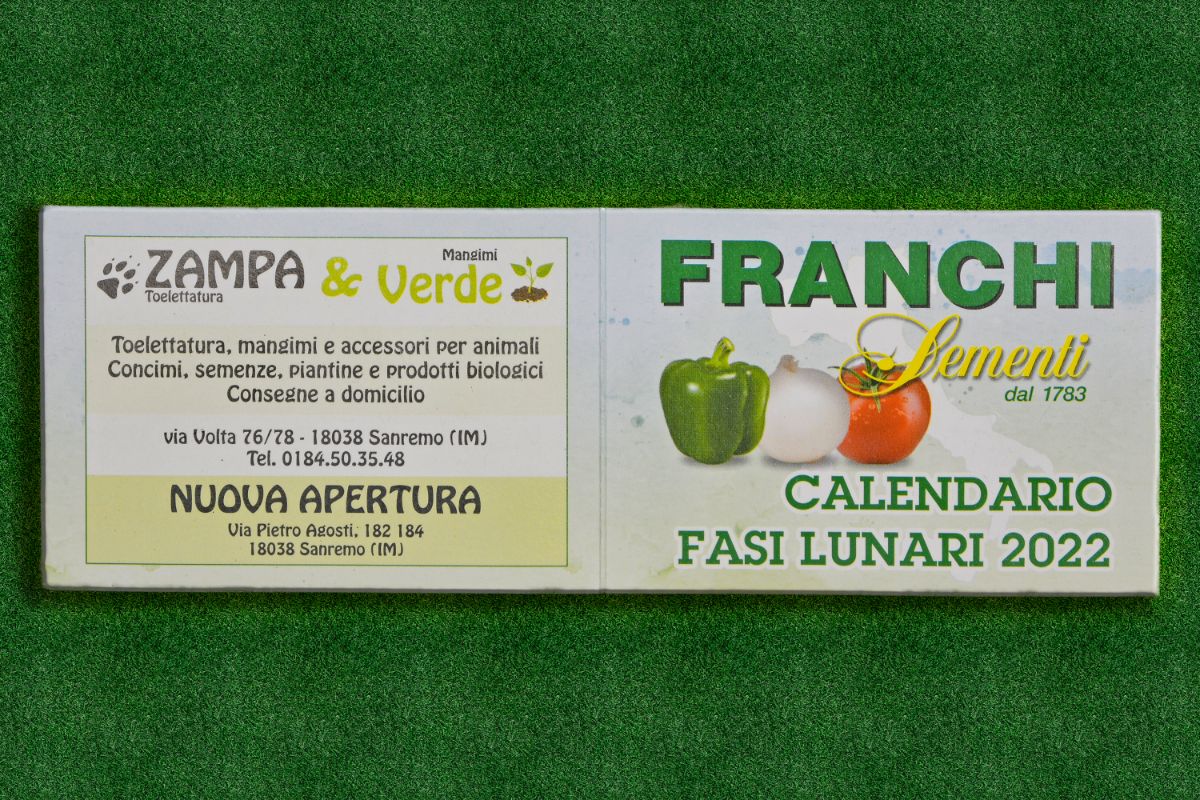 ZAMPA & Mangimi
Toelettatura Verde
Toelettatura, mangimi e accessori per animali
Concimi, semenze, piantine e prodotti biologici
Consegne a domicilio
via Volta 76/78 - 18038 Sanremo (IM)
Tel. 0184.50.35.48
NUOVA APERTURA
Via Pietro Agosti, 182 184
18038 Sanremo (IM)
FRANCHI
Sementi
dal 1783
CALENDARIO
FASI LUNARI 2022